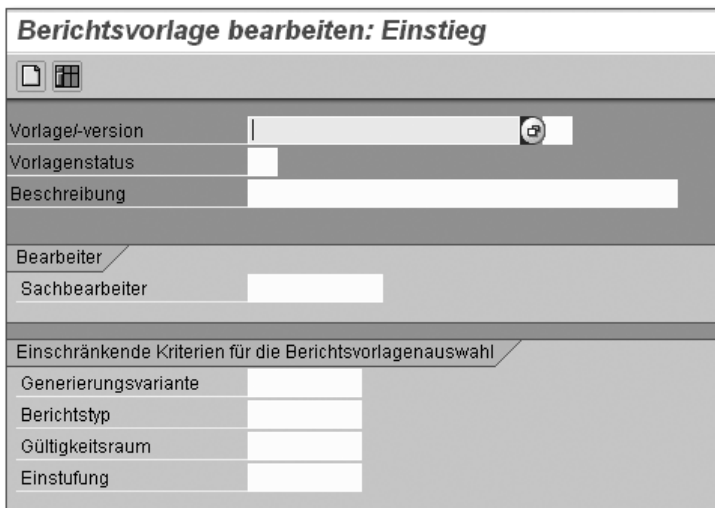 Berichtsvorlage bearbeiten: Einstieg
Vorlage/-version
Vorlagenstatus
Beschreibung
Bearbeiter
Sachbearbeiter
Einschränkende Kriterien für die Berichtsvorlagenauswahl
Generierungsvariante
Berichtstyp
Gültigkeitsraum
Einstufung